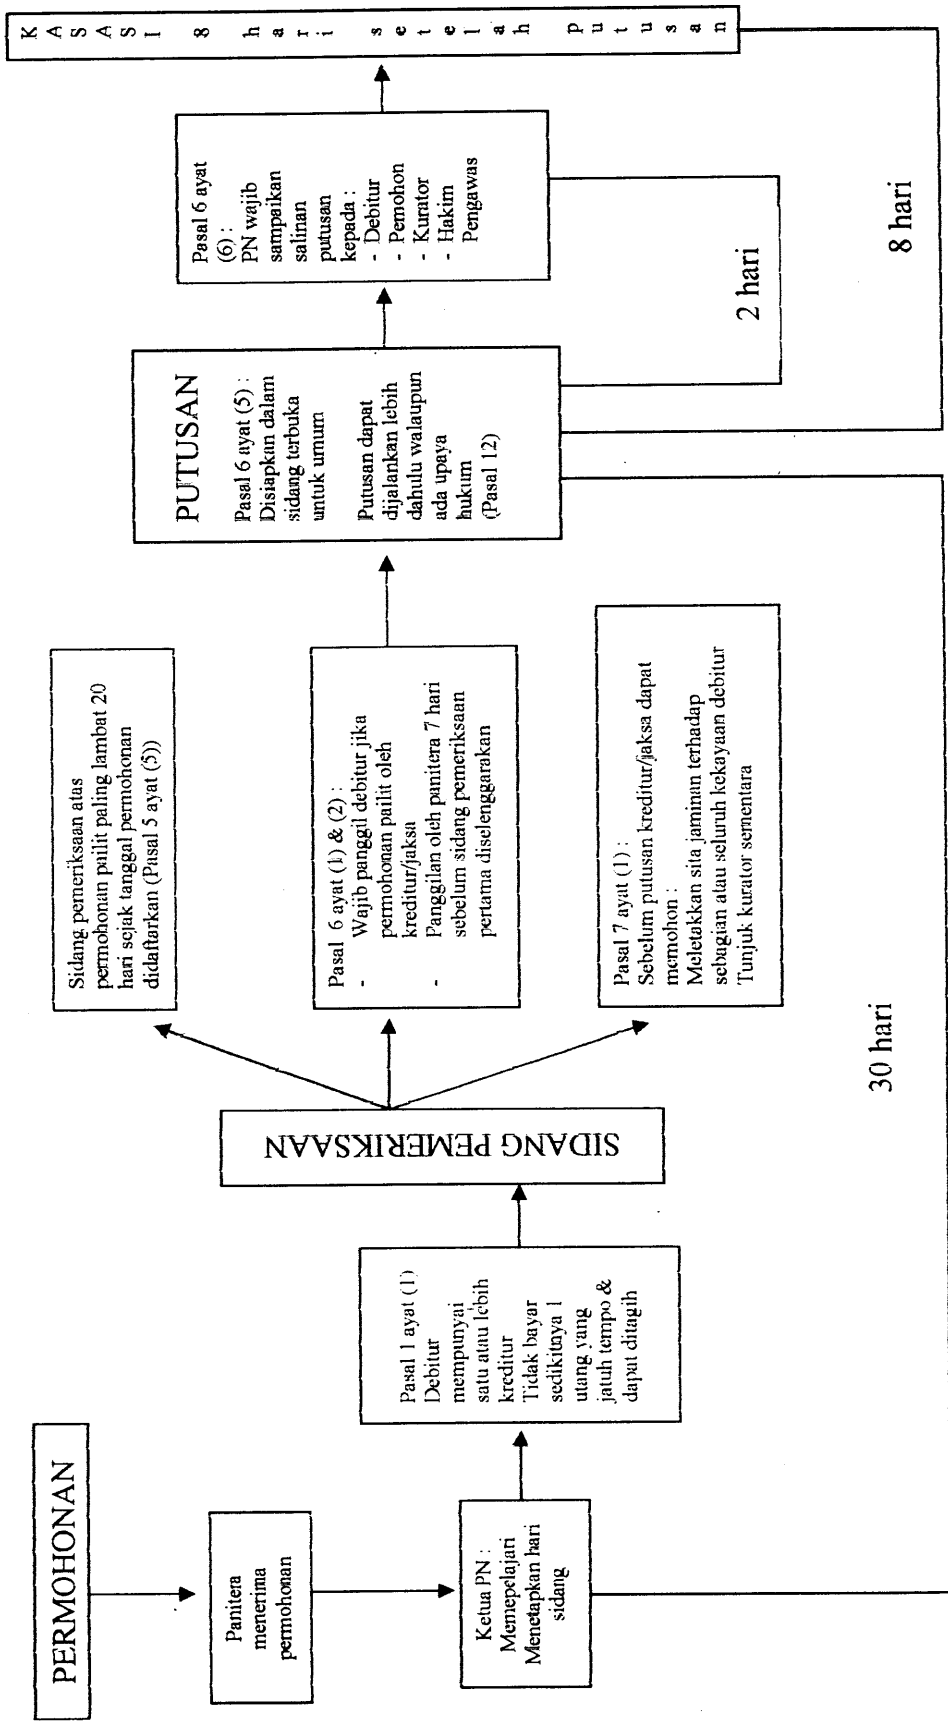 PERMOHONAN
Panitera
menerima
permohonan
Ketua PN :
Memepelajari
Menetapkan hari
sidang
Pasal 1 ayat (1)
Debitur
mempunyai
satu atau lebih
kreditur
Tidak bayar
sedikitnya 1
utang yang
jatuh tempo &
dapat ditagih
SIDANG PEMERIKSAAN
Sidang pemeriksaan atas
permohonan pailit paling lambat 20
hari sejak tanggal permohonan
didaftarkan (Pasal 5 ayat (5))
Pasal 6 ayat (1) & (2) :
- Wajib panggil debitur jika
permohonan pailit oleh
kreditur/jaksa
- Panggilan oleh panitera 7 hari
sebelum sidang pemeriksaan
pertama diselenggarakan
Pasal 7 ayat (1) :
Sebelum putusan kreditur/jaksa dapat
memohon :
Meletakkan sita jaminan terhadap
sebagian atau seluruh kekayaan debitur
Tunjuk kurator sementara
PUTUSAN
Pasal 6 ayat (5) :
Disiapkan dalam
sidang terbuka
untuk umum
Putusan dapat
dijalankan lebih
dahulu walaupun
ada upaya
hukum
(Pasal 12)
Pasal 6 ayat
(6) :
PN wajib
sampaikan
salinan
putusan
kepada :
- Debitur
- Pemohon
- Kurator
- Hakim
Pengawas
KASASI 8 hari setelah putusan
2 hari
8 hari
30 hari